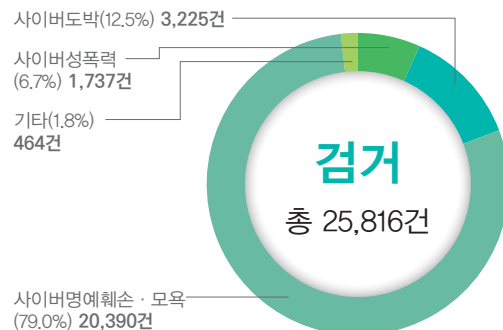 사이버도박(12.5%) 3,225건
사이버성폭력
(6.7%) 1,737건
기타(1.8%)
464건
검거
총 25,816건
사이버명예훼손 · 모욕
(79.0%) 20,390건